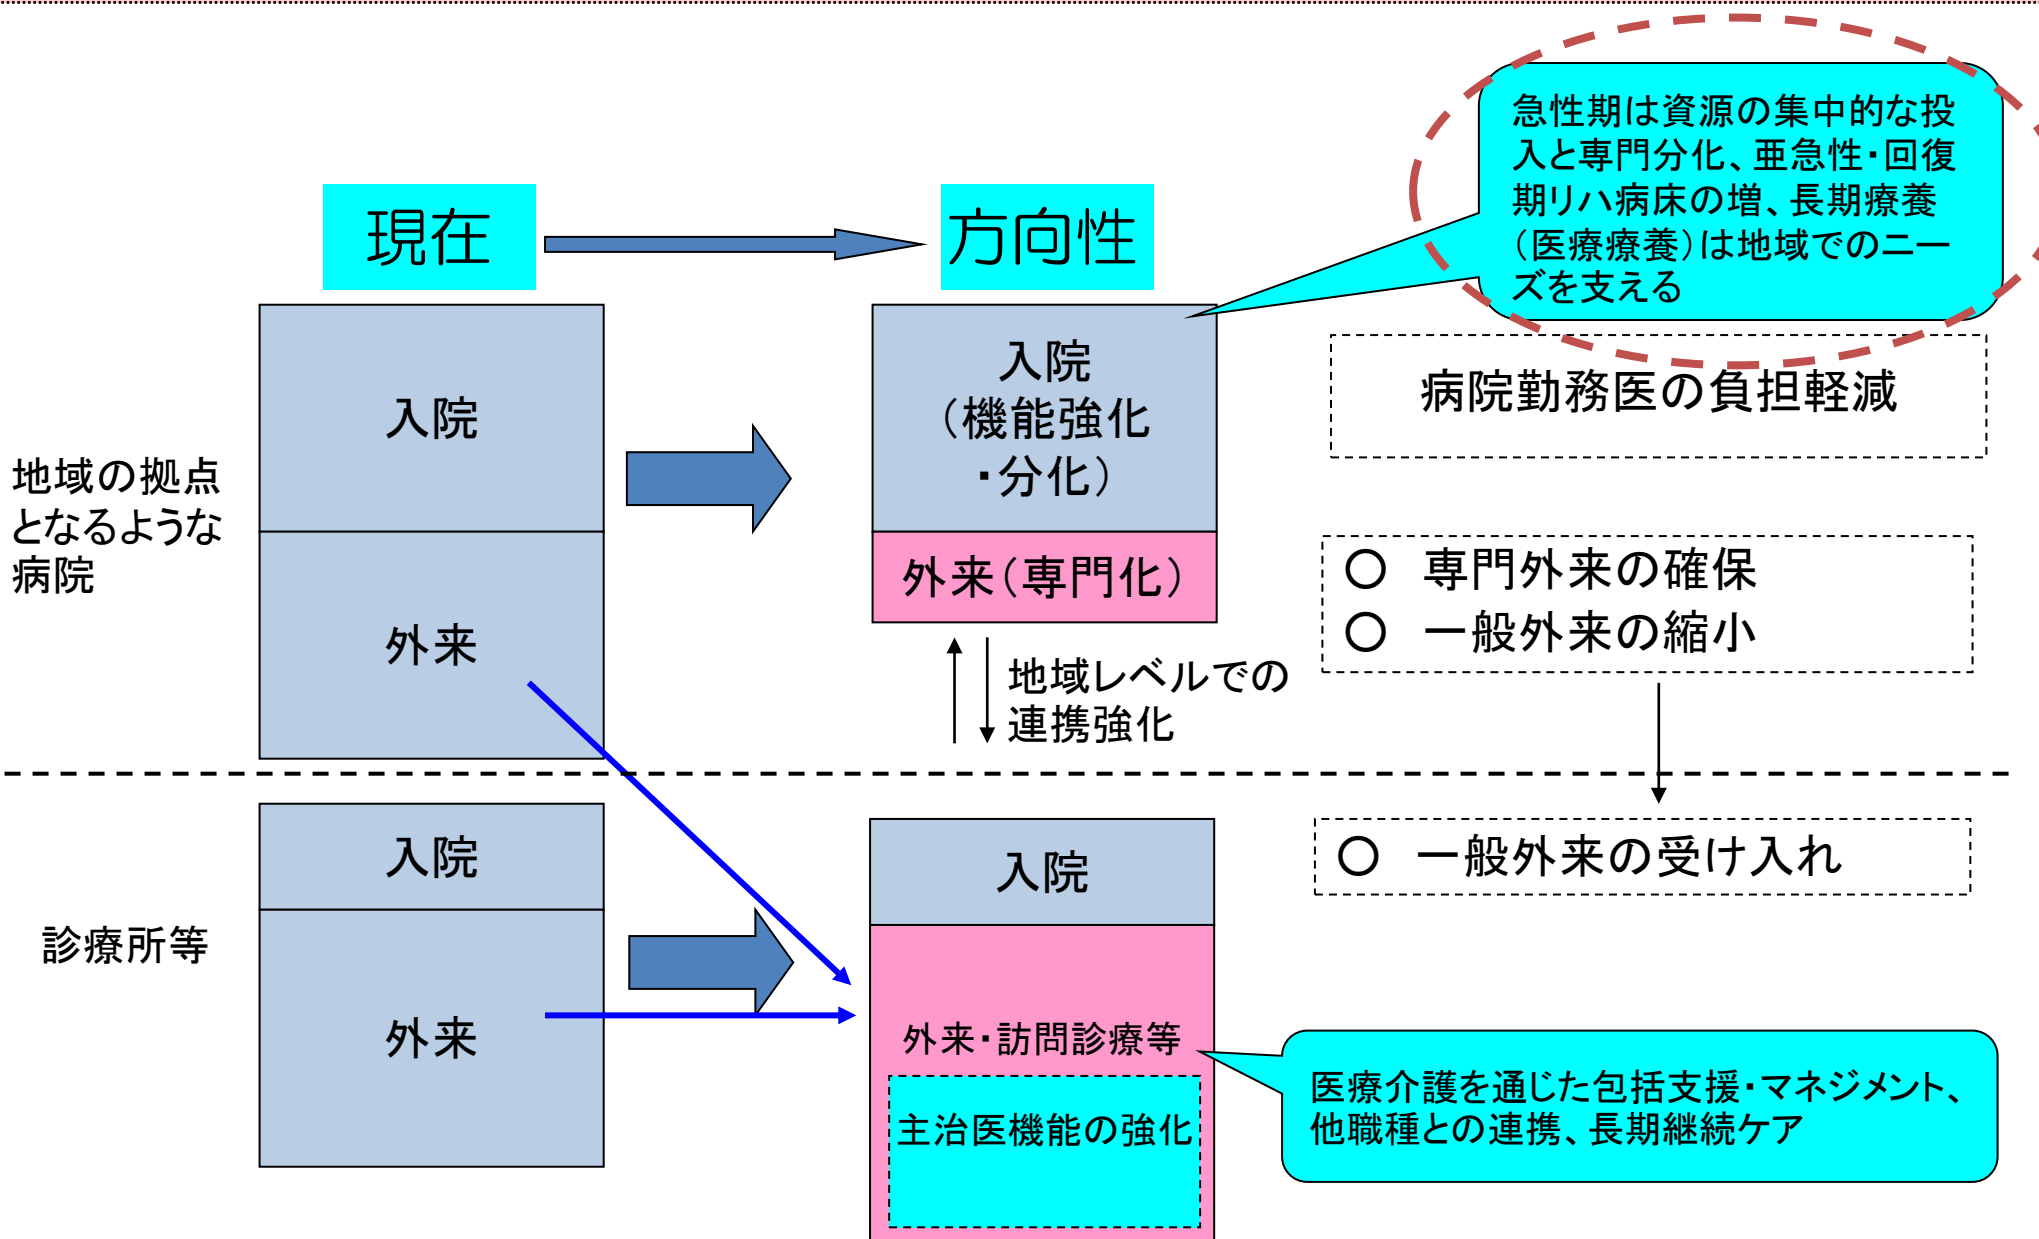 急性期は資源の集中的な投
入と専門分化、亜急性・回復
期リハ病床の増、長期療養
（医療療養）は地域でのニー
ズを支える
現在
方向性
入院
入院
（機能強化
・分化）
病院勤務医の負担軽減
地域の拠点
となるような
病院
外来
外来（専門化）
○　専門外来の確保
○　一般外来の縮小
地域レベルでの
連携強化
入院
入院
○　一般外来の受け入れ
診療所等
外来
外来・訪問診療等
主治医機能の強化
医療介護を通じた包括支援・マネジメント、
他職種との連携、長期継続ケア